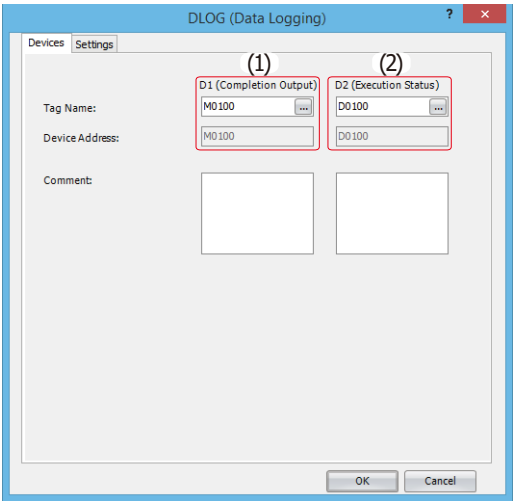 DLOG (Data Logging)
? ×
Devices Settings
(1) (2)
D1 (Completion Output) D2 (Execution Status)
Tag Name: M0100 ... D0100 ...
Device Address: M0100 D0100
Comment:
OK Cancel